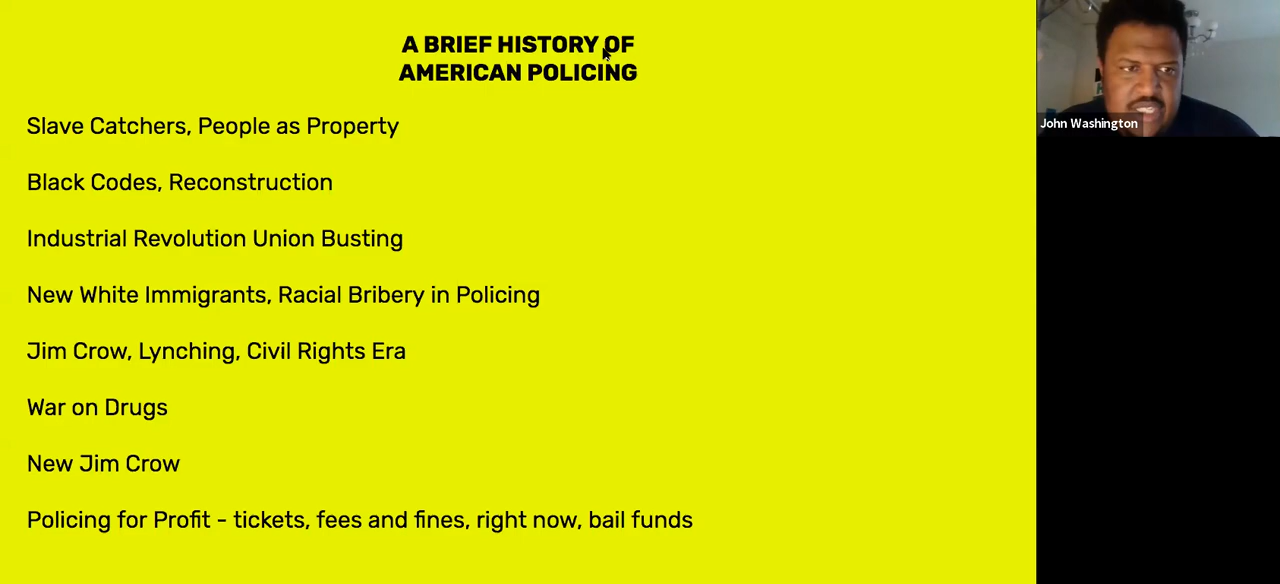 A BRIEF HISTORY OF
AMERICAN POLICING
Slave Catchers, People as Property
Black Codes, Reconstruction
Industrial Revolution Union Busting
New White Immigrants, Racial Bribery in Policing
Jim Crow, Lynching, Civil Rights Era
War on Drugs
New Jim Crow
Policing for Profit - tickets, fees and fines, right now, bail funds
John Washington